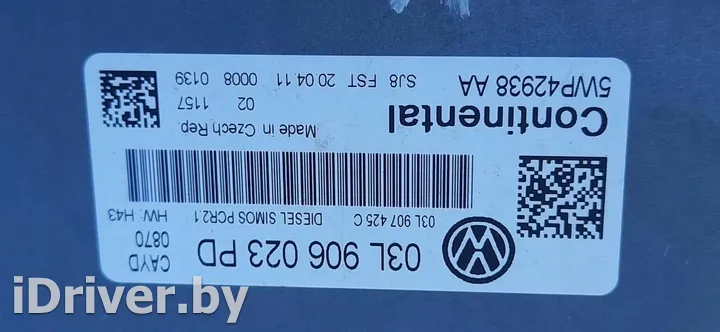 5WP42938 AA
SJ8 FST 20 04 11 0008 0139
Continental
02 1157
Made in Czech Rep.
03L 907 425 C DIESEL SIMOS PCR2.1 HW: H43
03L 906 023 PD
CAYD
0870
iDriver.by